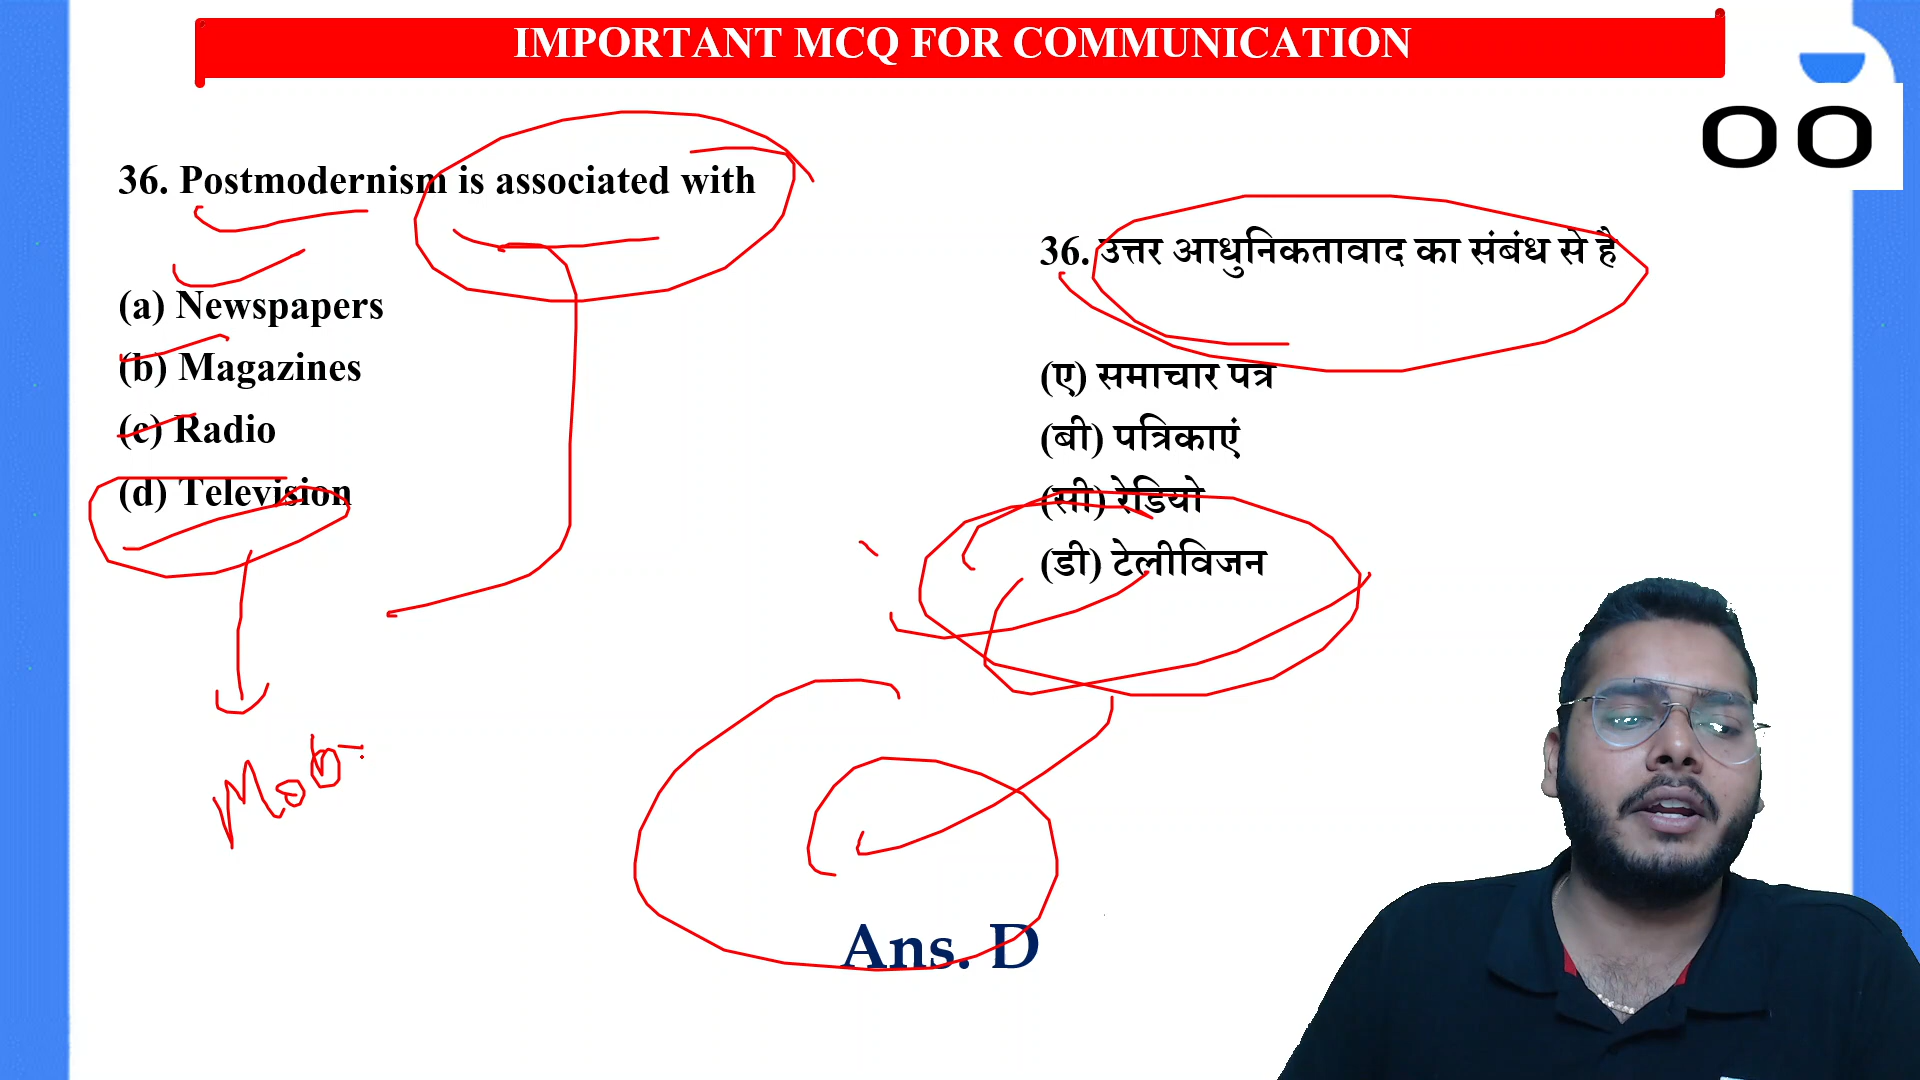 IMPORTANT MCQ FOR COMMUNICATION
36. Postmodernism is associated with
(a) Newspapers
(b) Magazines
(c) Radio
(d) Television
36. उत्तर आधुनिकतावाद का संबंध से है
(ए) समाचार पत्र
(बी) पत्रिकाएं
(सी) रेडियो
(डी) टेलीविजन
Mob
Ans. D